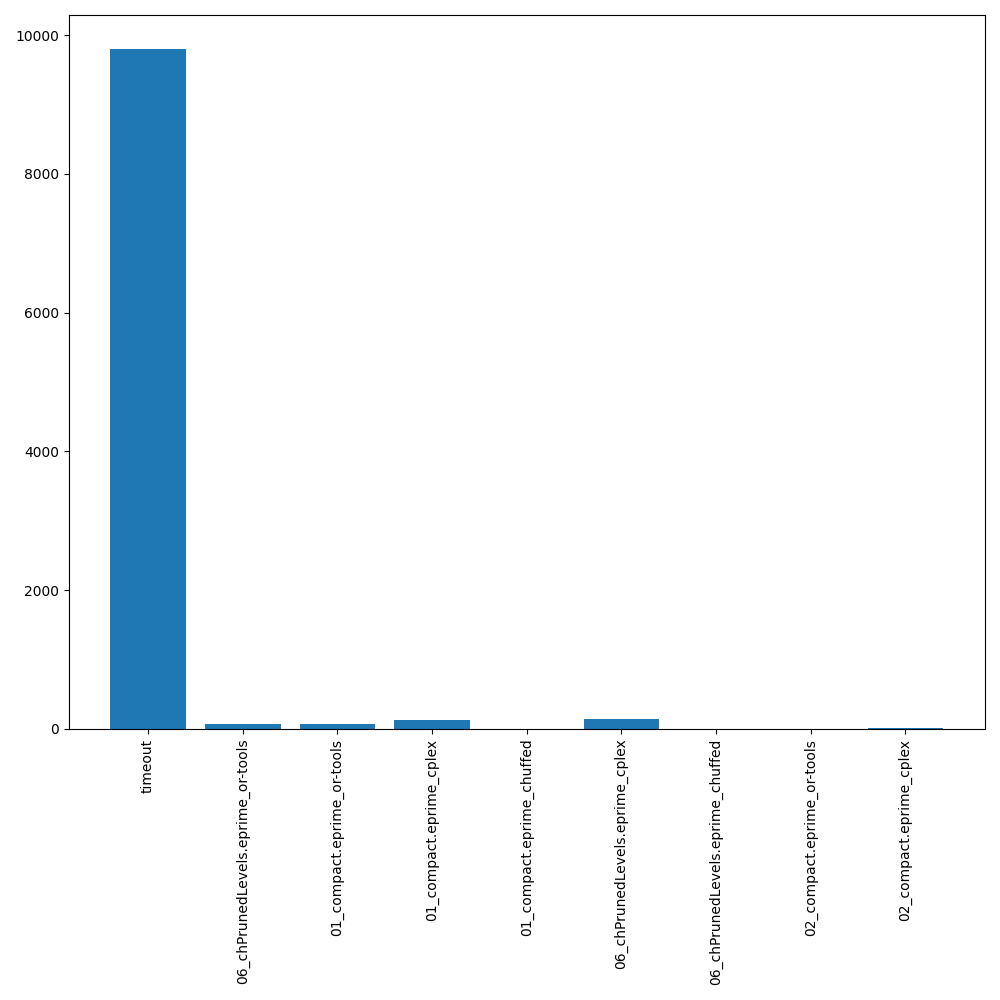 10000
8000
6000
4000
2000
0
timeout
06_chPrunedLevels.eprime_or-tools
01_compact.eprime_or-tools
01_compact.eprime_cplex
01_compact.eprime_chuffed
06_chPrunedLevels.eprime_cplex
06_chPrunedLevels.eprime_chuffed
02_compact.eprime_or-tools
02_compact.eprime_cplex